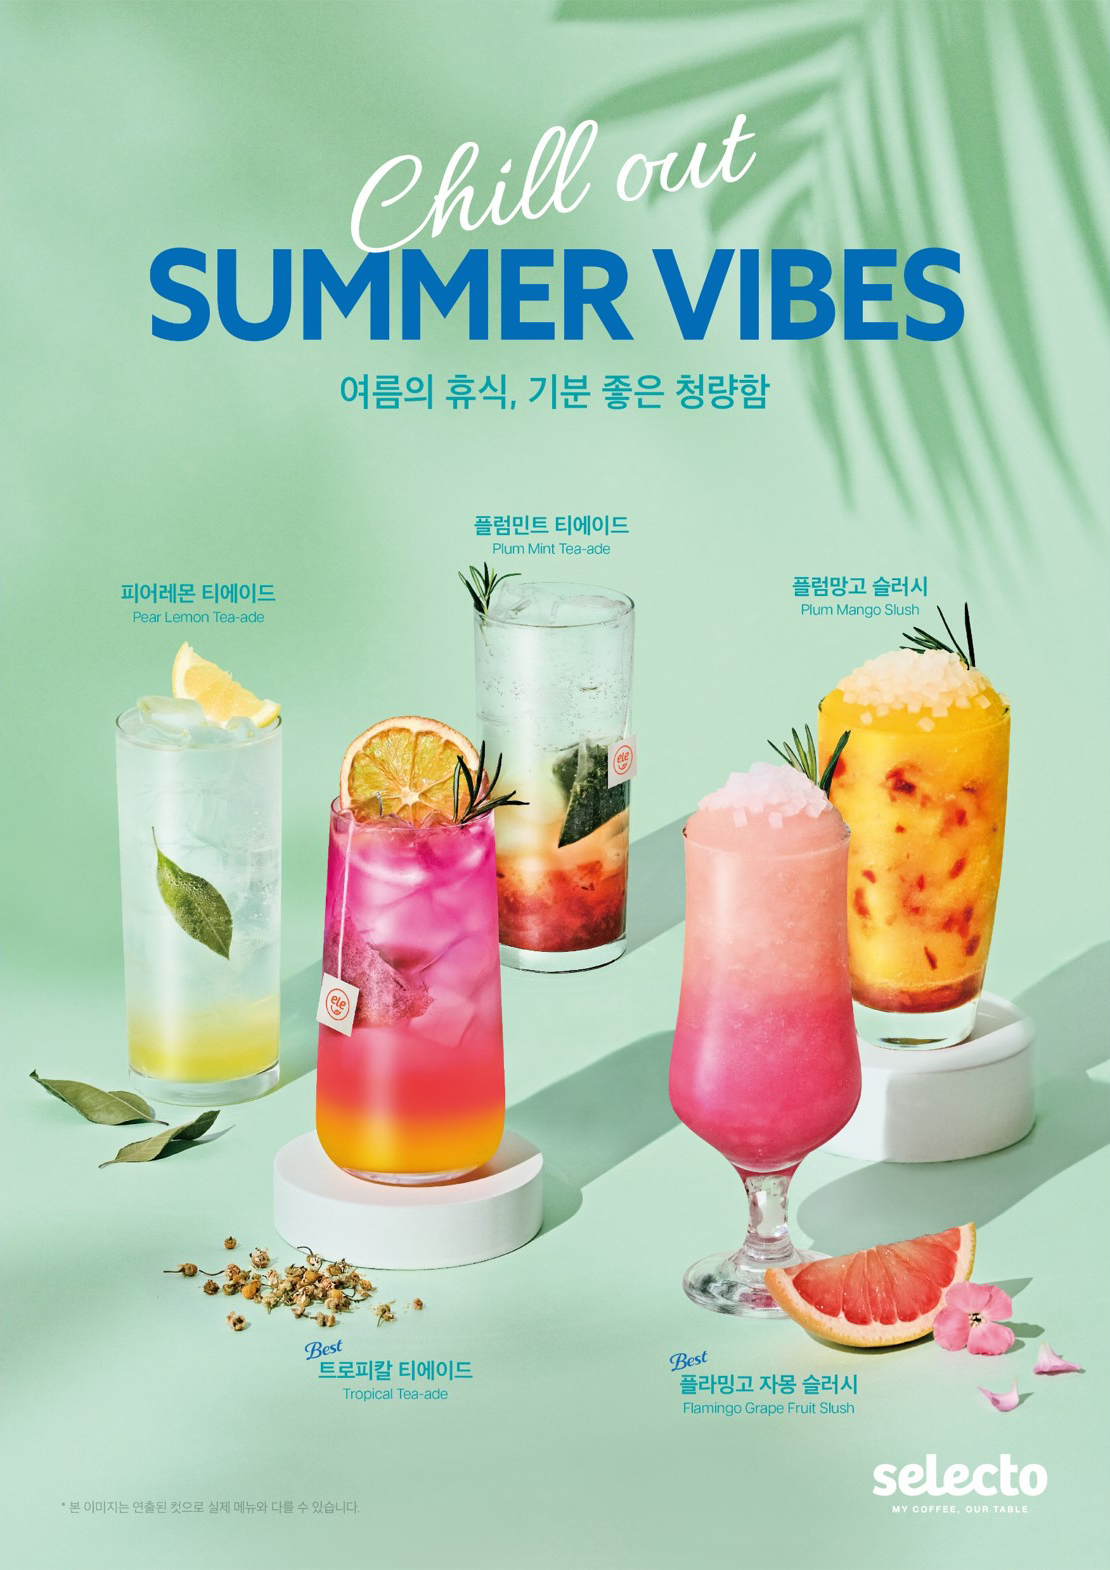 Chill out
SUMMER VIBES
여름의 휴식, 기분 좋은 청량함
플럼민트 티에이드
Plum Mint Tea-ade
피어레몬 티에이드
Pear Lemon Tea-ade
플럼망고 슬러시
Plum Mango Slush
ele
ele
Best
트로피칼 티에이드
Tropical Tea-ade
Best
플라밍고 자몽 슬러시
Flamingo Grape Fruit Slush
selecto
MY COFFEE, OUR TABLE
* 본 이미지는 연출된 컷으로 실제 메뉴와 다를 수 있습니다.